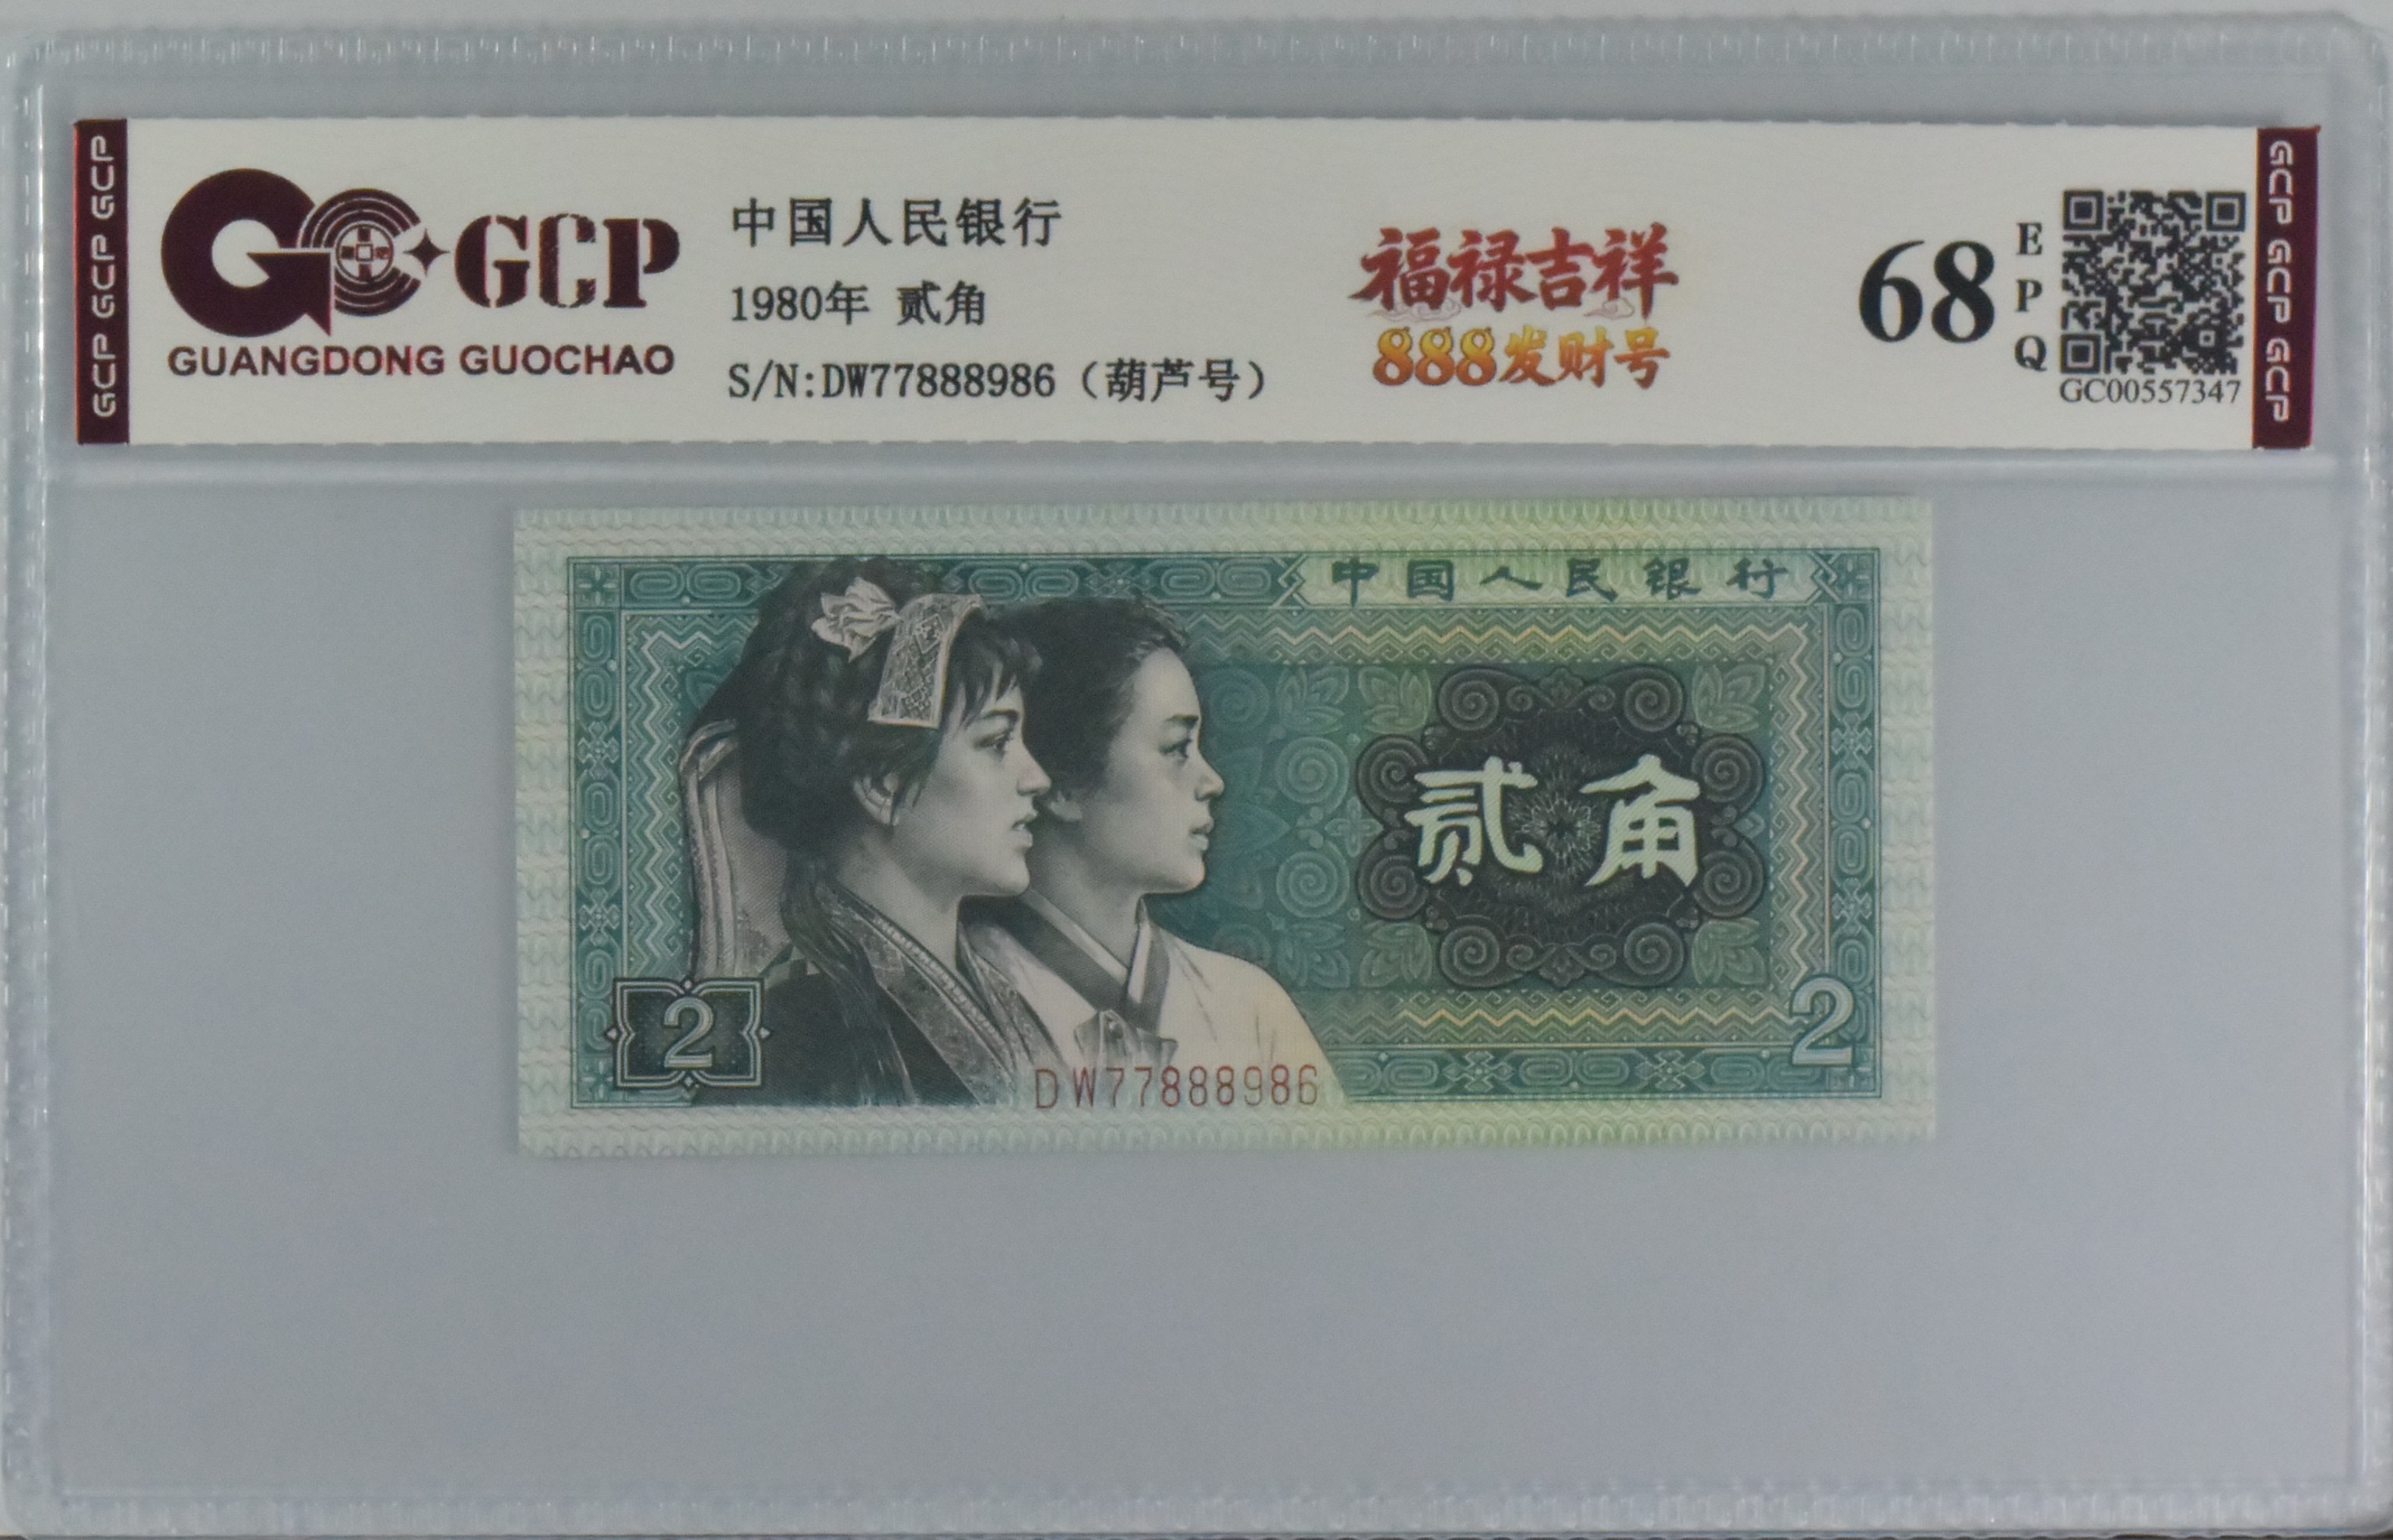 GCP GCP GCP
GCP
GUANGDONG GUOCHAO
中国人民银行
1980年 贰角
S/N:DW77888986（葫芦号）
福禄吉祥
888发财号
68
E
P
Q
GC00557347
GCP GCP GCP
中国人民银行
贰角
2
2
DW77888986